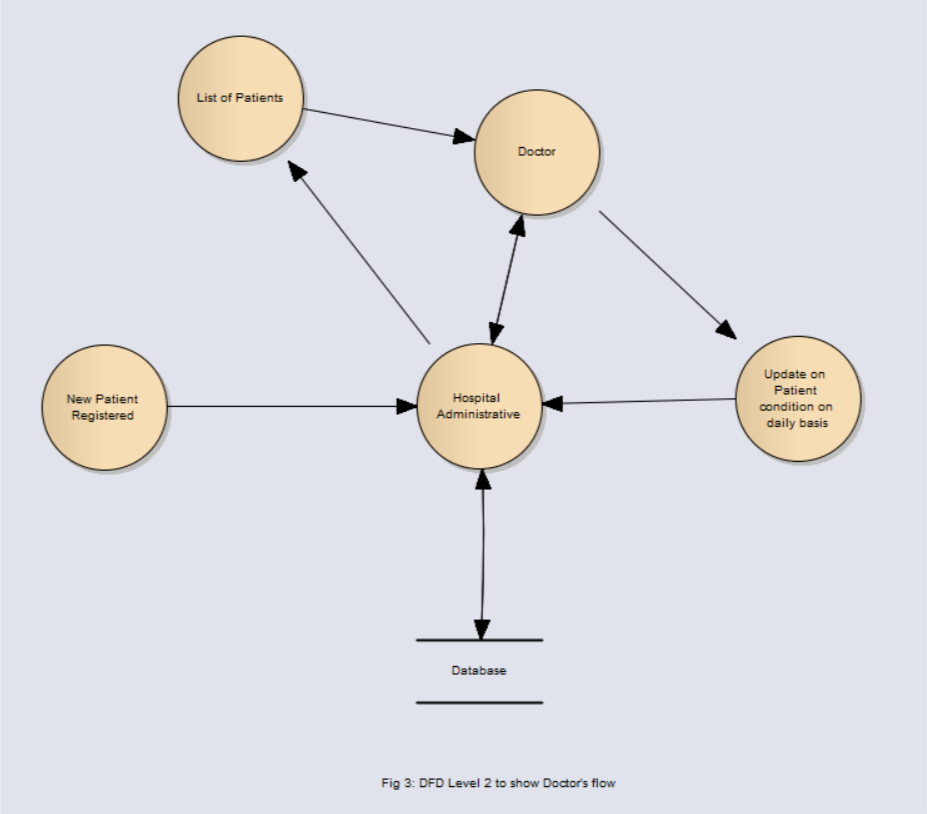 List of Patients
Doctor
New Patient
Registered
Hospital
Administrative
Update on
Patient
condition on
daily basis
Database
Fig 3: DFD Level 2 to show Doctor's flow